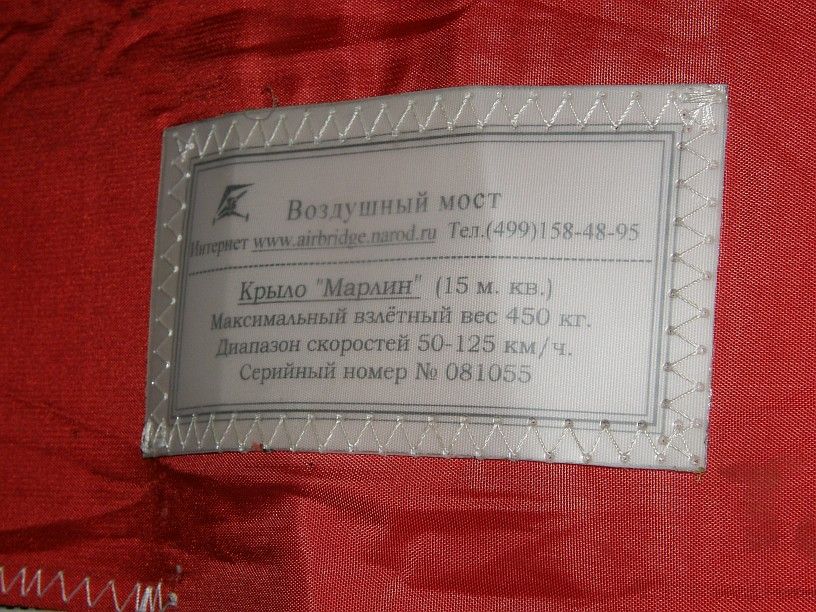 Воздушный мост
Интернет www.airbridge.narod.ru Тел.(499)158-48-95
Крыло "Марлин" (15 м. кв.)
Максимальный взлётный вес 450 кг.
Диапазон скоростей 50-125 км/ч.
Серийный номер № 081055